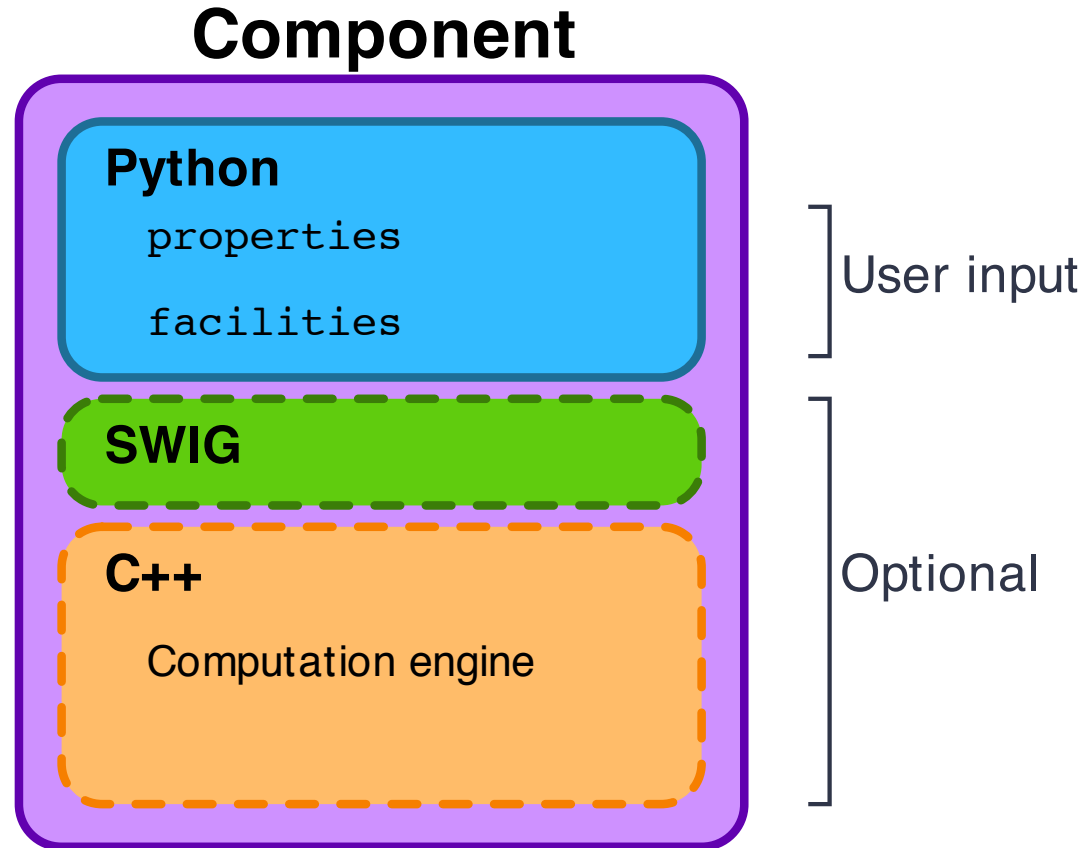 Component
Python
properties
facilities
User input
SWIG
C++
Optional
Computation engine